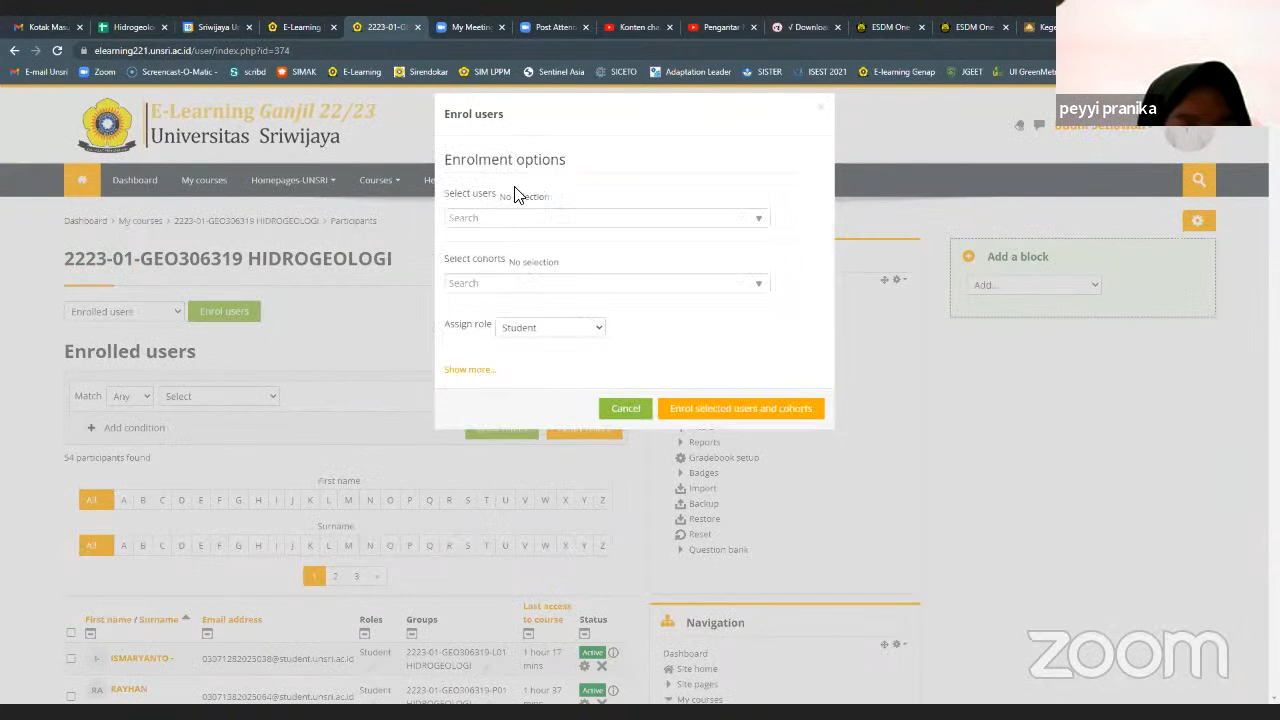 Kotak Masu
Hidrogeolo
Sriwijaya U
E-Learning
2223-01-G
My Meeting
Post Attend
Konten cha
Pengantar
Downloa
ESDM One
ESDM One
Kege
elearning221.unsri.ac.id/user/index.php?id=374
E-mail Unsri
Zoom
Screencast-O-Matic -
scribd
SIMAK
E-Learning
Sirendokar
SIM LPPM
Sentinel Asia
SICETO
Adaptation Leader
SISTER
ISEST 2021
E-learning Genap
JGEET
UI GreenMetr
peyyi pranika
E-Learning Ganjil 22/23
Universitas Sriwijaya
Dashboard
My courses
Homepages-UNSRI
Courses
He
Dashboard > My courses > 2223-01-GEO306319 HIDROGEOLOGI > Participants
2223-01-GEO306319 HIDROGEOLOGI
Enrolled users
Enrol users
Enrolled users
Match
Any
Select
Add condition
54 participants found
First name
All A B C D E F G H I J K L M N O P Q R S T U V W X Y Z
Surname
All A B C D E F G H I J K L M N O P Q R S T U V W X Y Z
1 2 3 »
First name / Surname
Email address
Roles
Groups
Last access to course
Status
I-
ISMARYANTO -
03071282025038@student.unsri.ac.id
Student
2223-01-GEO306319-L01
HIDROGEOLOGI
1 hour 17
mins
Active
RA
RAYHAN
03071382025064@student.unsri.ac.id
Student
2223-01-GEO306319-P01
HIDROGEOLOGI
1 hour 37
mins
Active
Enrol users
×
Enrolment options
Select users
Search
Select cohorts
No selection
Search
Assign role
Student
Show more...
Cancel
Enrol selected users and cohorts
Reports
Gradebook setup
Badges
Import
Backup
Restore
Reset
Question bank
Navigation
Dashboard
Site home
Site pages
My courses
Add a block
Add...
zoom